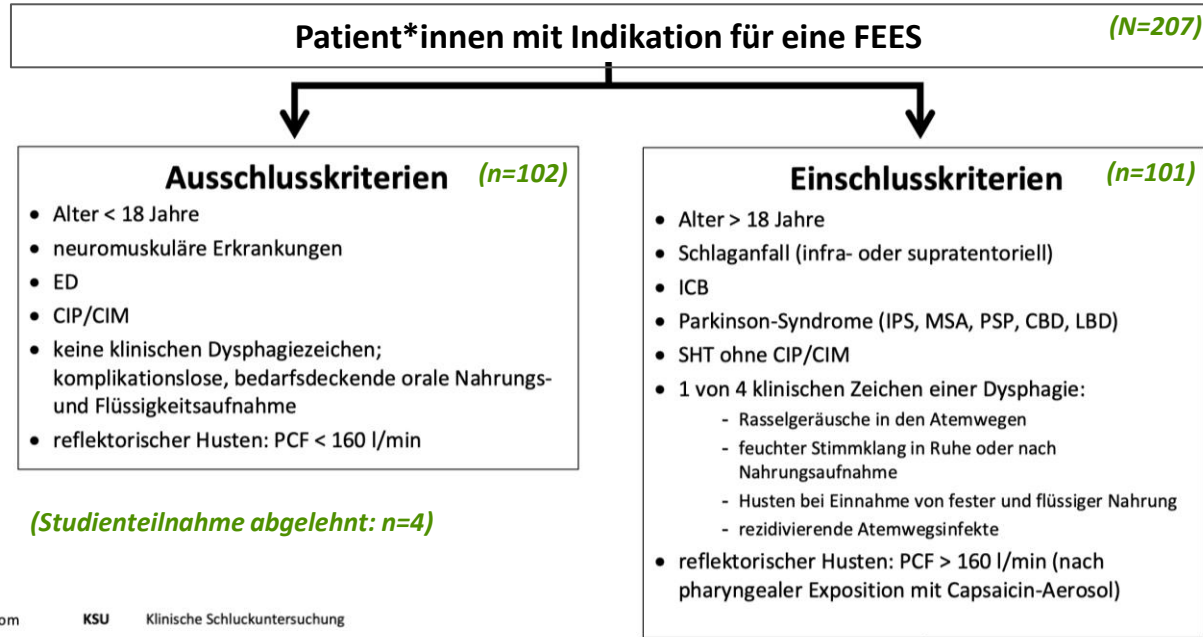 Patient*innen mit Indikation für eine FEES
(N=207)
Ausschlusskriterien (n=102)
• Alter < 18 Jahre
• neuromuskuläre Erkrankungen
• ED
• CIP/CIM
• keine klinischen Dysphagiezeichen;
komplikationslose, bedarfsdeckende orale Nahrungs-
und Flüssigkeitsaufnahme
• reflektorischer Husten: PCF < 160 l/min
(Studienteilnahme abgelehnt: n=4)
Einschlusskriterien (n=101)
• Alter > 18 Jahre
• Schlaganfall (infra- oder supratentoriell)
• ICB
• Parkinson-Syndrome (IPS, MSA, PSP, CBD, LBD)
• SHT ohne CIP/CIM
• 1 von 4 klinischen Zeichen einer Dysphagie:
- Rasselgeräusche in den Atemwegen
- feuchter Stimmklang in Ruhe oder nach
Nahrungsaufnahme
- Husten bei Einnahme von fester und flüssiger Nahrung
- rezidivierende Atemwegsinfekte
• reflektorischer Husten: PCF > 160 l/min (nach
pharyngealer Exposition mit Capsaicin-Aerosol)
om KSU Klinische Schluckuntersuchung